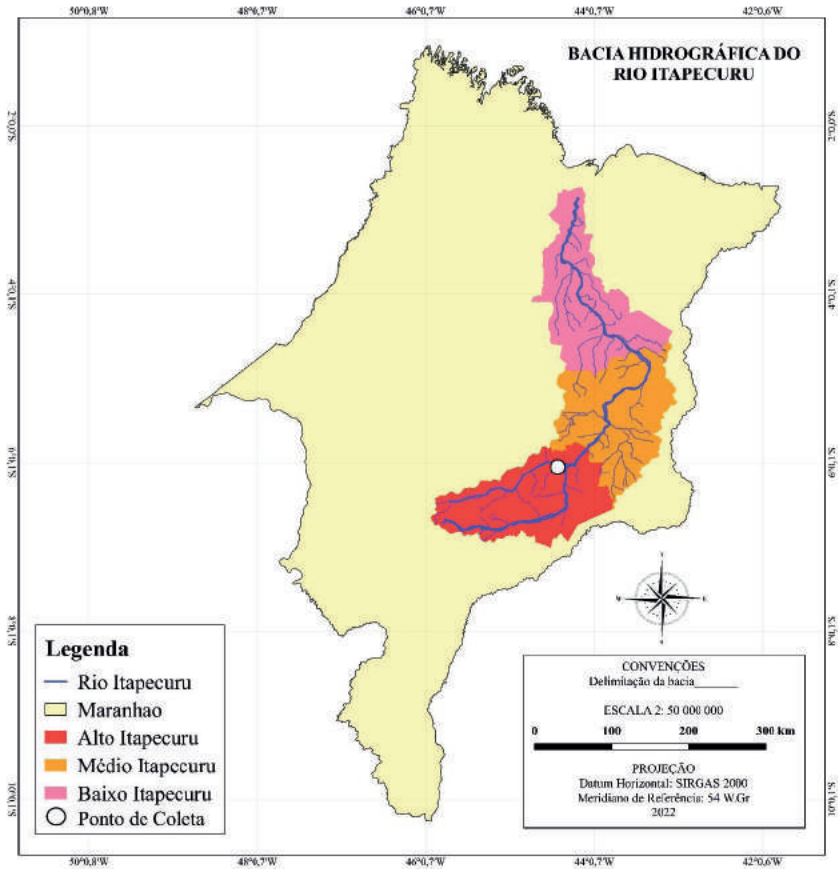 50°0,8'W 48°0,7'W 46°0,7'W 44°0,7'W 42°0,6'W
BACIA HIDROGRÁFICA DO
RIO ITAPECURU
2°0,0'S 2°0,0'S
4°0,1'S 4°0,1'S
6°0,1'S 6°0,1'S
8°0,1'S 8°0,1'S
10°0,1'S 10°0,1'S
Legenda
Rio Itapecuru
Maranhao
Alto Itapecuru
Médio Itapecuru
Baixo Itapecuru
Ponto de Coleta
CONVENÇÕES
Delimitação da bacia________
ESCALA 2: 50 000 000
0 100 200 300 km
PROJEÇÃO
Datum Horizontal: SIRGAS 2000
Meridiano de Referência: 54 W.Gr
2022
50°0,8'W 48°0,7'W 46°0,7'W 44°0,7'W 42°0,6'W